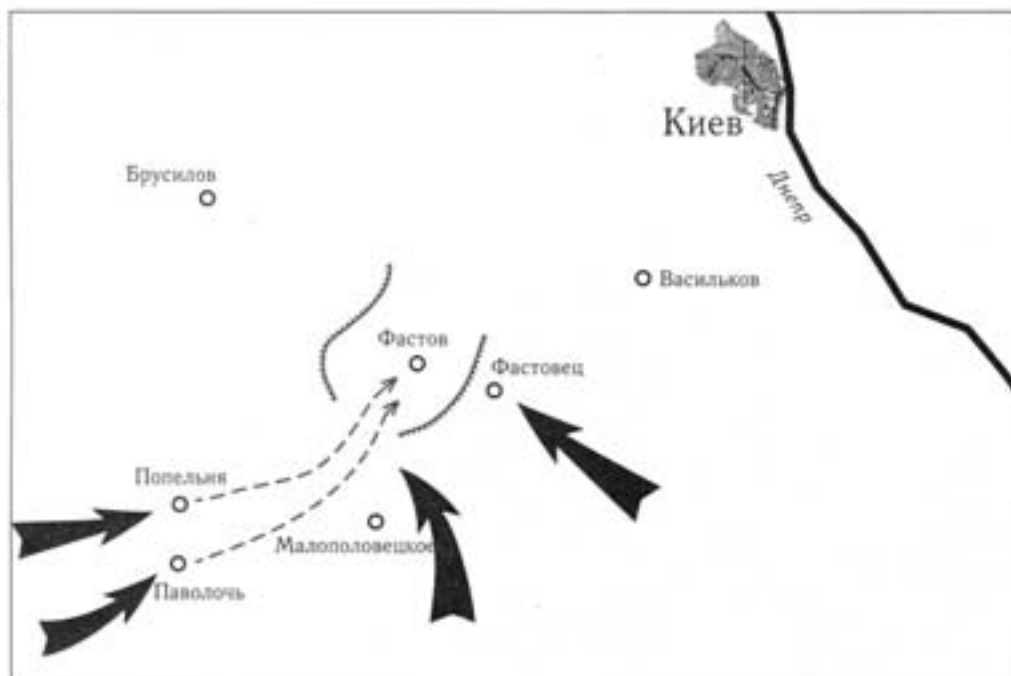 Киев
Брусилов
Днепр
Васильков
Фастов
Фастовец
Попельня
Малополовецкое
Паволочь